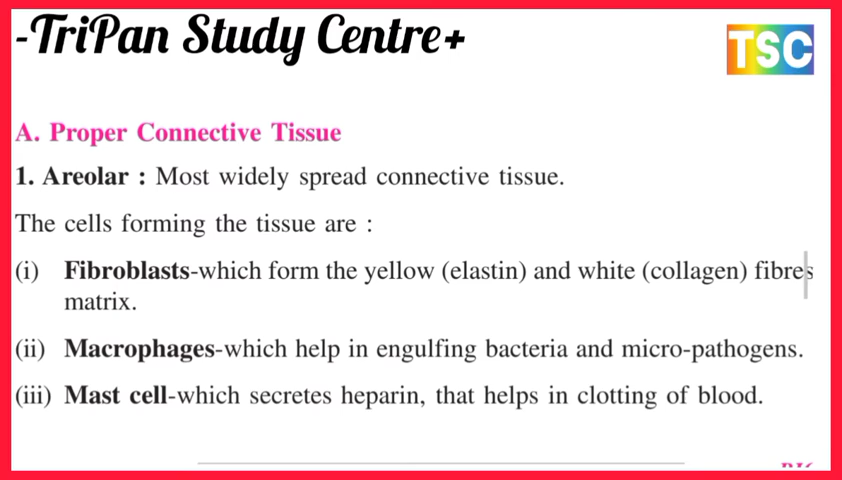 -TriPan Study Centre+
TSC
A. Proper Connective Tissue
1. Areolar : Most widely spread connective tissue.
The cells forming the tissue are :
(i) Fibroblasts-which form the yellow (elastin) and white (collagen) fibres
matrix.
(ii) Macrophages-which help in engulfing bacteria and micro-pathogens.
(iii) Mast cell-which secretes heparin, that helps in clotting of blood.